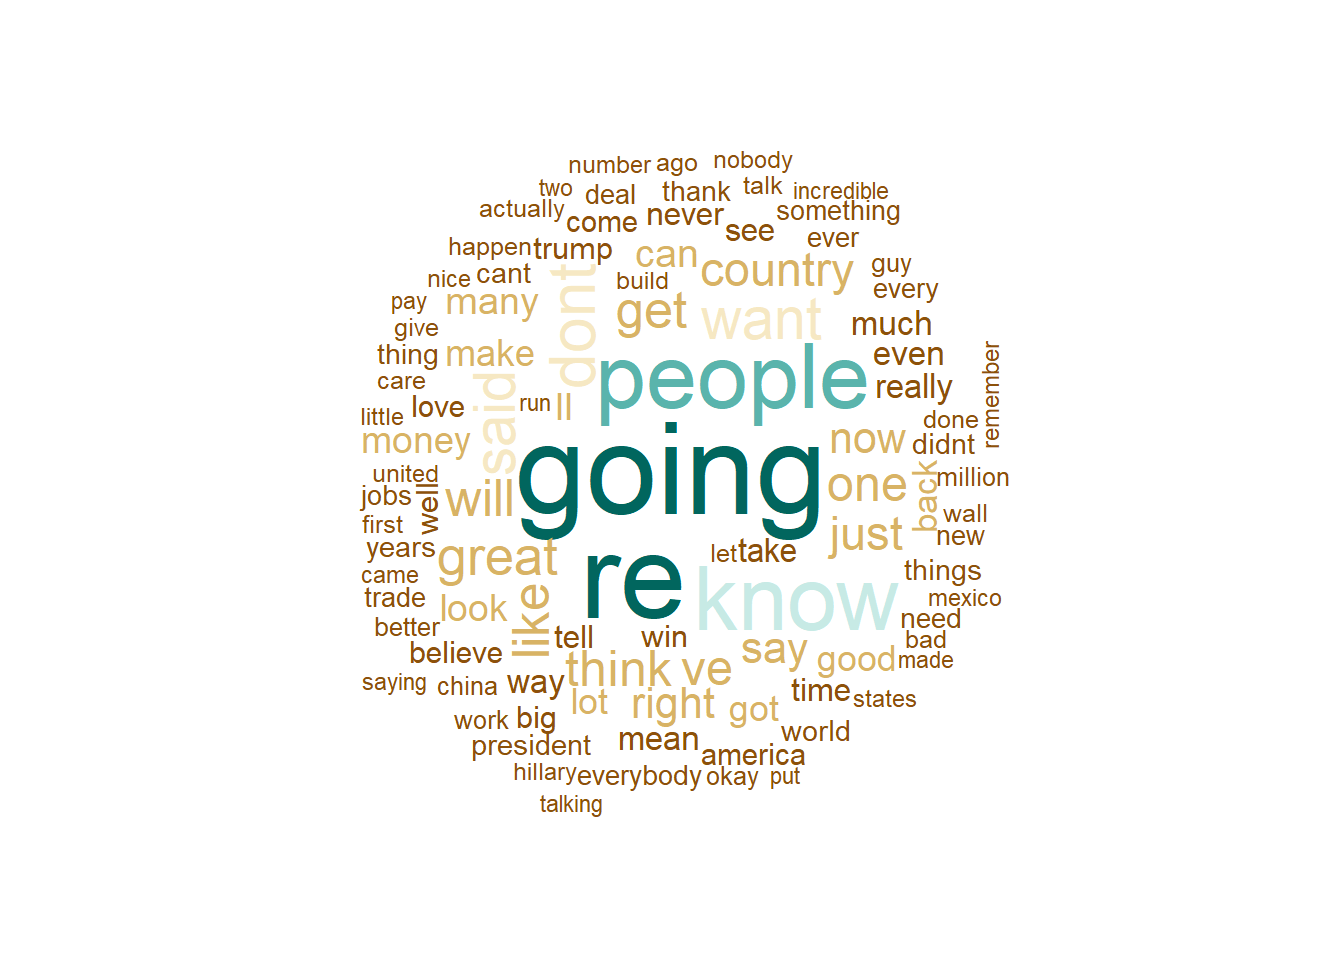 number ago nobody
two deal thank talk incredible
actually come never see something
happen trump can country ever guy
nice cant dont build every
pay many get want much
give
thing make people even
care said really remember
little love run ll now done
money going one didnt
united back million
jobs well will just wall
first new
years great re let take things
came know
trade look like mexico
better tell win say need
believe think ve good bad
made
saying china way lot right got time states
work big mean world
president america
hillary everybody okay put
talking